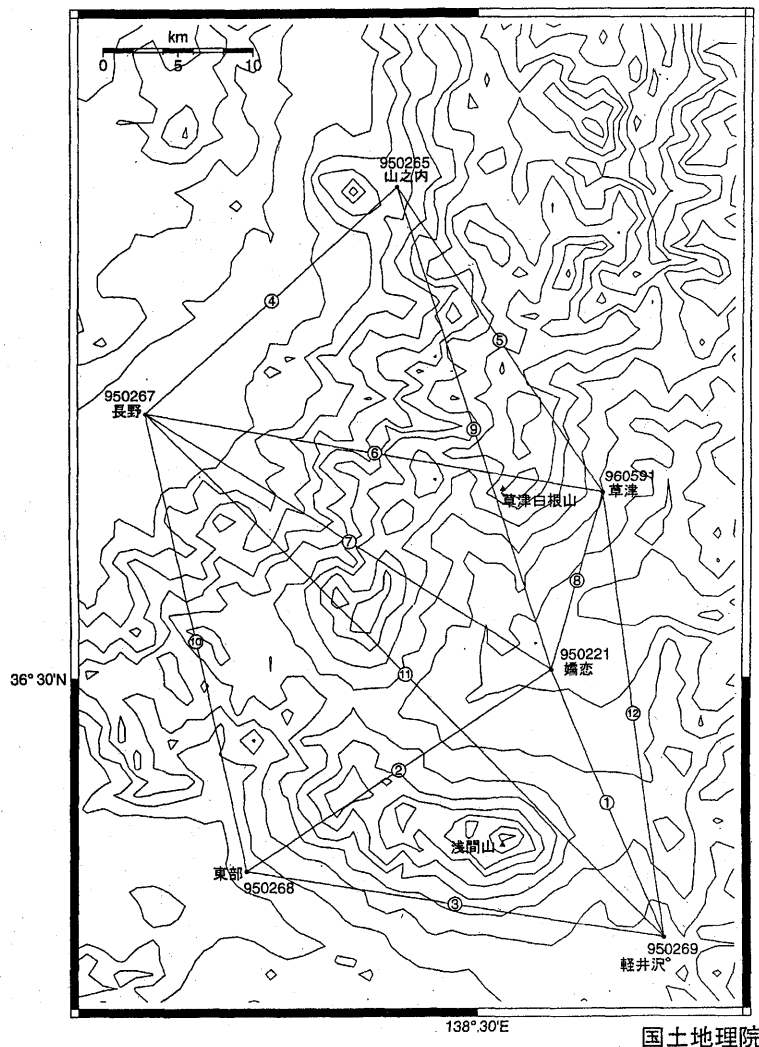 km
0 5 10
950265
山之内
④
⑤
950267
長野
⑨
⑥
960591
草津
草津白根山
⑦
⑧
⑩
950221
嬬恋
36°30'N
⑪
⑫
②
①
浅間山
東部
950268
③
950269
軽井沢
138°30'E
国土地理院